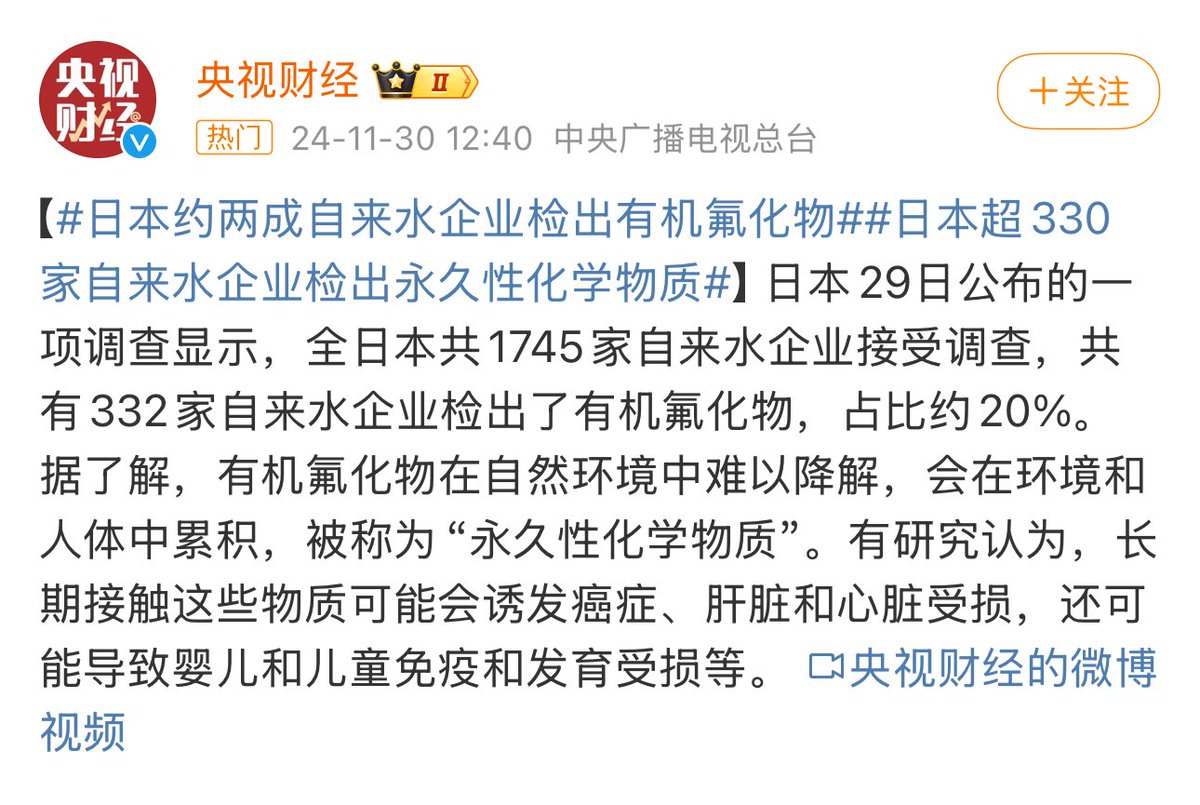 央视
财经
央视财经 II
+关注
热门 24-11-30 12:40 中央广播电视总台
【#日本约两成自来水企业检出有机氟化物##日本超330
家自来水企业检出永久性化学物质#】日本29日公布的一
项调查显示，全日本共1745家自来水企业接受调查，共
有332家自来水企业检出了有机氟化物，占比约20%。
据了解，有机氟化物在自然环境中难以降解，会在环境和
人体中累积，被称为“永久性化学物质”。有研究认为，长
期接触这些物质可能会诱发癌症、肝脏和心脏受损，还可
能导致婴儿和儿童免疫和发育受损等。 央视财经的微博
视频